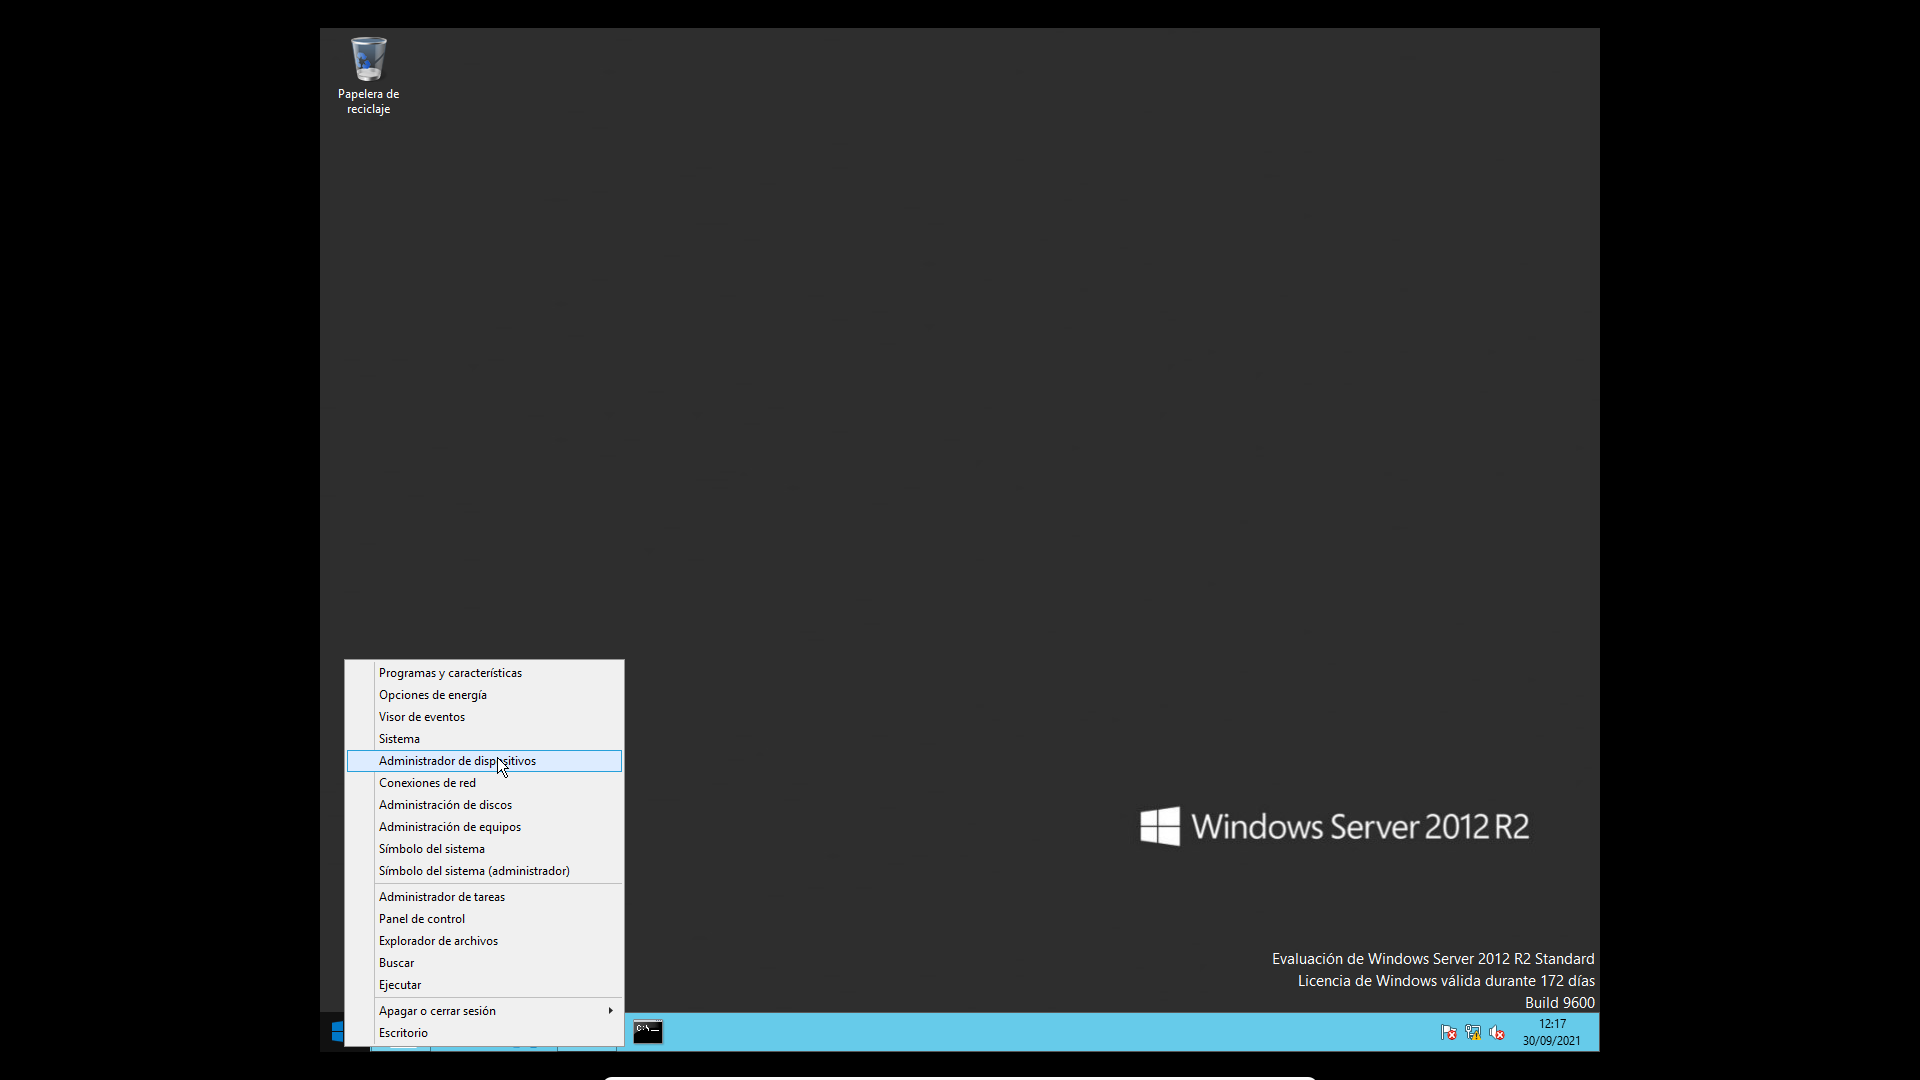 Papelera de
reciclaje
Programas y características
Opciones de energía
Visor de eventos
Sistema
Administrador de dispositivos
Conexiones de red
Administración de discos
Administración de equipos
Símbolo del sistema
Símbolo del sistema (administrador)
Administrador de tareas
Panel de control
Explorador de archivos
Buscar
Ejecutar
Apagar o cerrar sesión
Escritorio
Windows Server 2012 R2
Evaluación de Windows Server 2012 R2 Standard
Licencia de Windows válida durante 172 días
Build 9600
C:\
12:17
30/09/2021